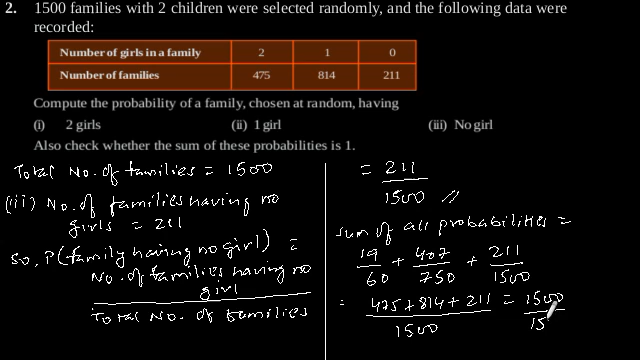 2. 1500 families with 2 children were selected randomly, and the following data were
recorded:
Number of girls in a family 2 1 0
Number of families 475 814 211
Compute the probability of a family, chosen at random, having
(i) 2 girls (ii) 1 girl (iii) No girl
Also check whether the sum of these probabilities is 1.
Total No. of families = 1500
(iii) No. of families having no
girls = 211
So, P(family having no girl) =
No. of families having no
girl
Total No. of families
= 211
1500 //
Sum of all probabilities =
19/60 + 407/750 + 211/1500
= 475+814+211/1500 = 1500/15